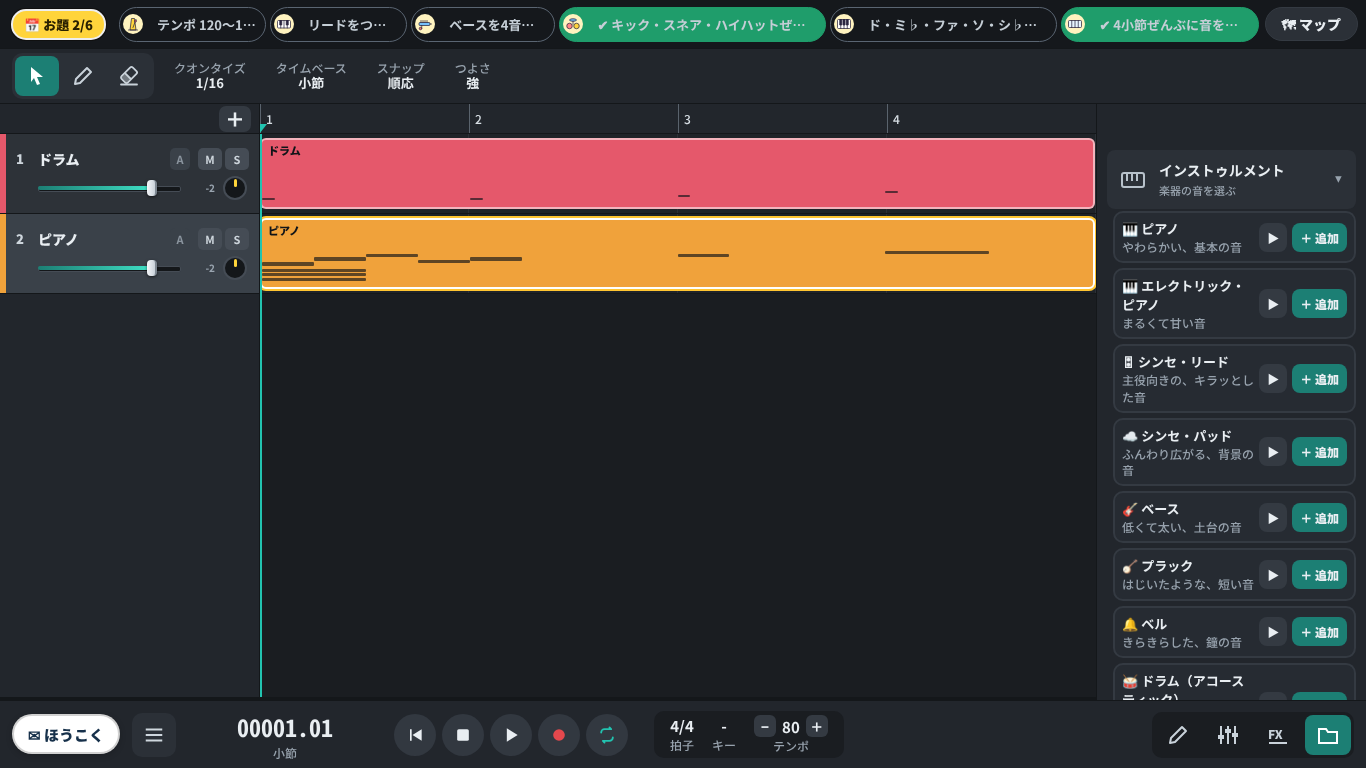 📅 お題 2/6
テンポ 120〜1…
リードをつ…
ベースを4音…
✔ キック・スネア・ハイハットぜ…
ド・ミ♭・ファ・ソ・シ♭…
✔ 4小節ぜんぶに音を…
🗺 マップ
クオンタイズ
1/16
タイムベース
小節
スナップ
順応
つよさ
強
+
1
2
3
4
1 ドラム A M S
-2
ドラム
2 ピアノ A M S
-2
ピアノ
インストゥルメント
楽器の音を選ぶ
▼
🎹 ピアノ
やわらかい、基本の音
▶ ＋ 追加
🎹 エレクトリック・
ピアノ
まるくて甘い音
▶ ＋ 追加
🎛 シンセ・リード
主役向きの、キラッとし
た音
▶ ＋ 追加
☁️ シンセ・パッド
ふんわり広がる、背景の
音
▶ ＋ 追加
🎸 ベース
低くて太い、土台の音
▶ ＋ 追加
🪕 プラック
はじいたような、短い音
▶ ＋ 追加
🔔 ベル
きらきらした、鐘の音
▶ ＋ 追加
🥁 ドラム（アコース
ティック）
✉ ほうこく
00001.01
小節
4/4
拍子
-
キー
− 80 +
テンポ
FX